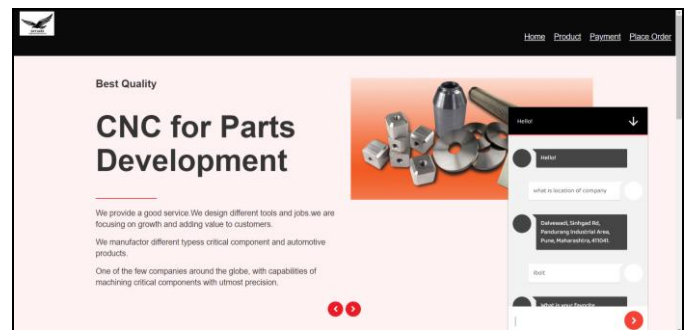 Home Product Payment Place Order
Best Quality
CNC for Parts
Development
We provide a good service.We design different tools and jobs.we are
focusing on growth and adding value to customers.
We manufactor different typess critical component and automotive
products.
One of the few companies around the globe, with capabilities of
machining critical components with utmost precision.
Hello!
Hello!
what is location of company
Dalvewadi, Sinhgad Rd,
Pandurang Industrial Area,
Pune, Maharashtra, 411041.
What is your favorite